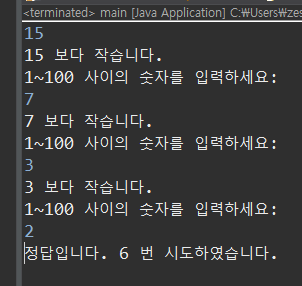 <terminated> main [Java Application] C:₩Users₩zes
15
15 보다 작습니다.
1~100 사이의 숫자를 입력하세요:
7
7 보다 작습니다.
1~100 사이의 숫자를 입력하세요:
3
3 보다 작습니다.
1~100 사이의 숫자를 입력하세요:
2
정답입니다. 6 번 시도하였습니다.